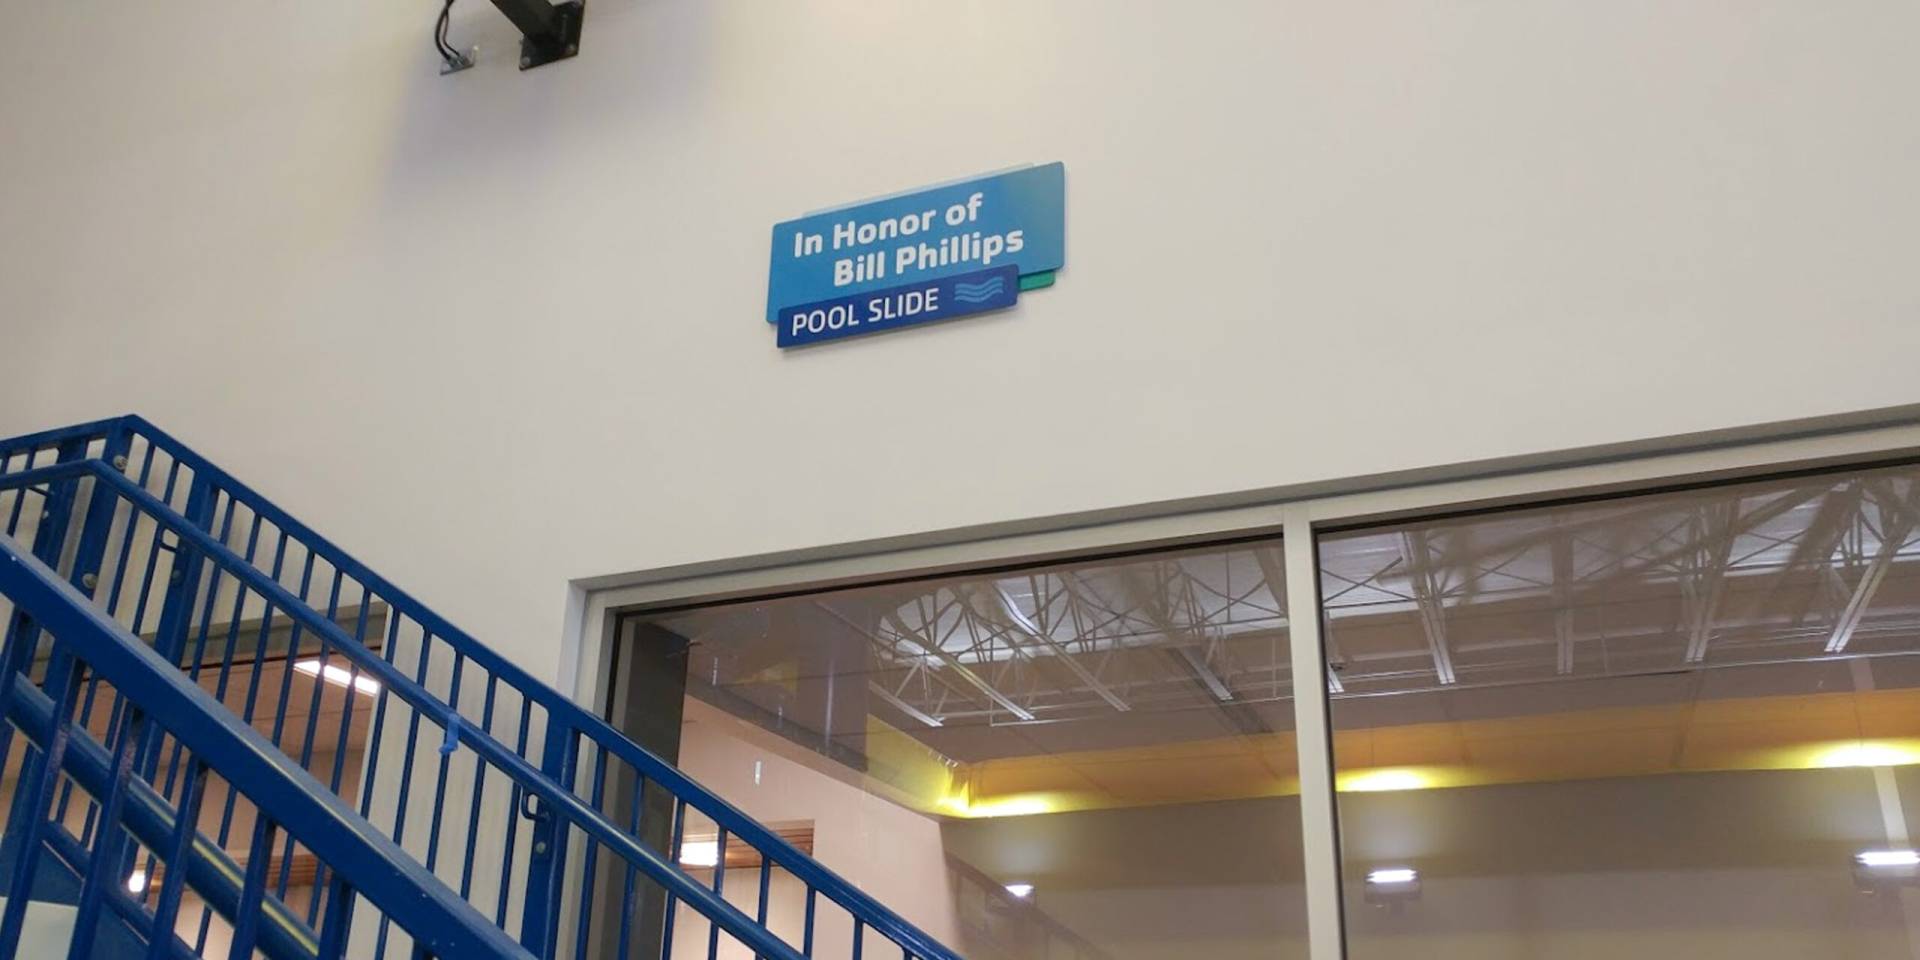 In Honor of
Bill Phillips
POOL SLIDE